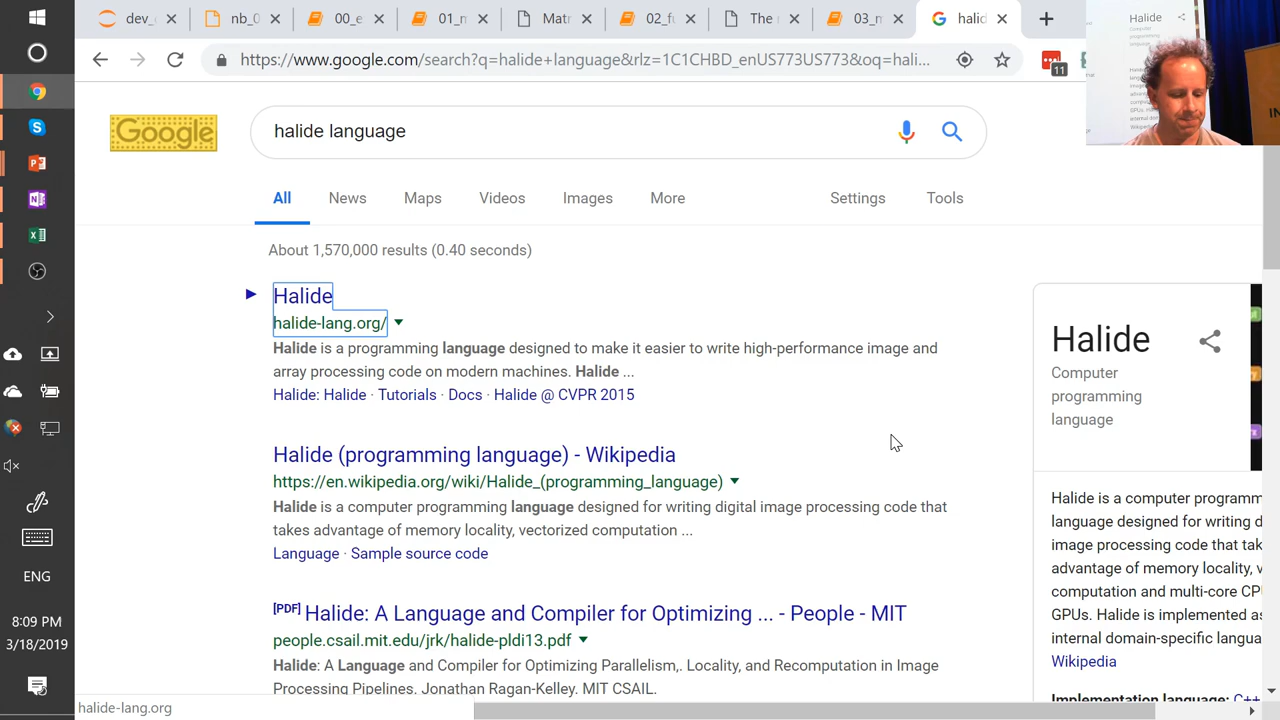 dev_
nb_0
00_e
01_m
Matr
02_fu
The r
03_m
halid
https://www.google.com/search?q=halide+language&rlz=1C1CHBD_enUS773US773&oq=hali...
11
Halide
Google
halide language
All
News
Maps
Videos
Images
More
Settings
Tools
About 1,570,000 results (0.40 seconds)
Halide
halide-lang.org/
Halide is a programming language designed to make it easier to write high-performance image and
array processing code on modern machines. Halide ...
Halide: Halide · Tutorials · Docs · Halide @ CVPR 2015
Halide (programming language) - Wikipedia
https://en.wikipedia.org/wiki/Halide_(programming_language)
Halide is a computer programming language designed for writing digital image processing code that
takes advantage of memory locality, vectorized computation ...
Language · Sample source code
[PDF] Halide: A Language and Compiler for Optimizing ... - People - MIT
people.csail.mit.edu/jrk/halide-pldi13.pdf
Halide: A Language and Compiler for Optimizing Parallelism,. Locality, and Recomputation in Image
Processing Pipelines. Jonathan Ragan-Kelley. MIT CSAIL.
Halide
Computer
programming
language
Halide is a computer programm
language designed for writing d
image processing code that tak
advantage of memory locality, v
computation and multi-core CP
GPUs. Halide is implemented as
internal domain-specific langua
Wikipedia
Implementation language: C++
ENG
8:09 PM
3/18/2019
halide-lang.org